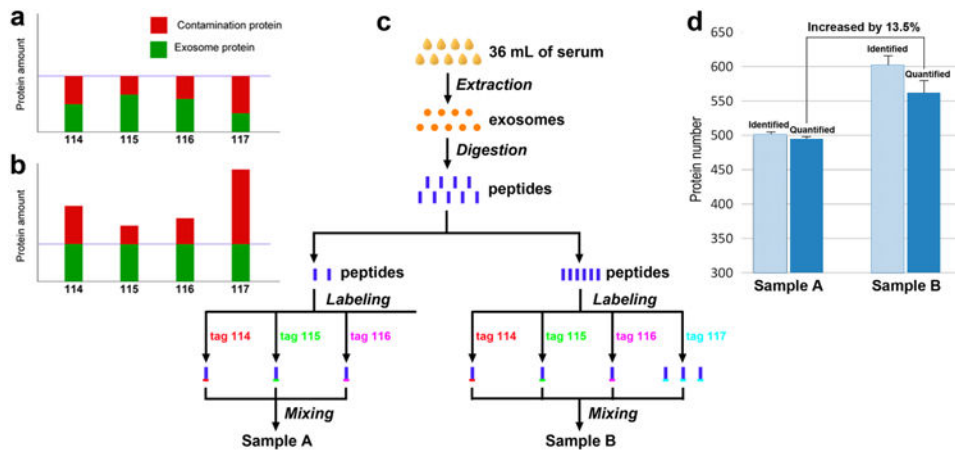 a
Contamination protein
Exosome protein
Protein amount
114 115 116 117
b
Protein amount
114 115 116 117
c
36 mL of serum
Extraction
exosomes
Digestion
peptides
peptides peptides
Labeling Labeling
tag 114 tag 115 tag 116 tag 114 tag 115 tag 116 tag 117
Mixing Mixing
Sample A Sample B
d
Increased by 13.5%
Protein number
650
600
550
500
450
400
350
300
Identified
Quantified
Identified
Quantified
Sample A Sample B